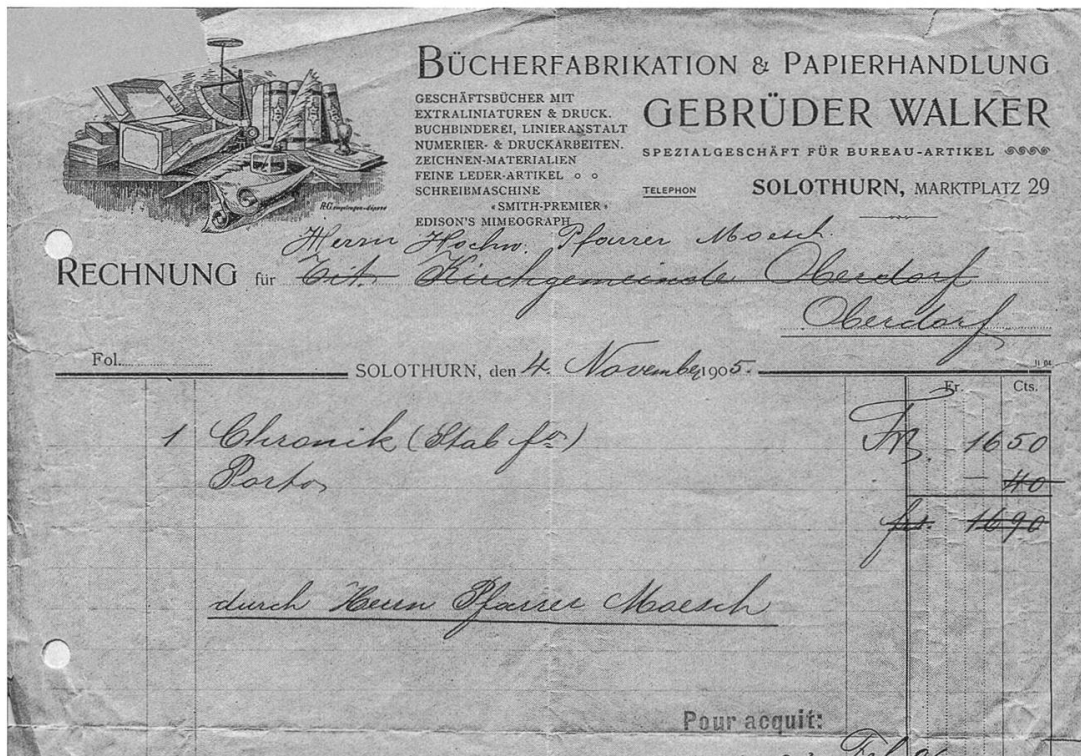 BÜCHERFABRIKATION & PAPIERHANDLUNG
GEBRÜDER WALKER
SPEZIALGESCHÄFT FÜR BUREAU-ARTIKEL
TELEPHON SOLOTHURN, MARKTPLATZ 29
GESCHÄFTSBÜCHER MIT
EXTRALINIATUREN & DRUCK.
BUCHBINDEREI, LINIERANSTALT
NUMERIER- & DRUCKARBEITEN.
ZEICHNEN-MATERIALIEN
FEINE LEDER-ARTIKEL
SCHREIBMASCHINE
«SMITH-PREMIER»
EDISON'S MIMEOGRAPH
Herrn Hochw. Pfarrer Moesch.
RECHNUNG für Tit. Kirchgemeinde Oberdorf
Oberdorf
Fol.
SOLOTHURN, den 4. November 1905.
Fr. Cts.
1 Chronik (Stab Frs. 16 50
Porto — 40
frs. 16 90
durch Herrn Pfarrer Moesch
Pour acquit: